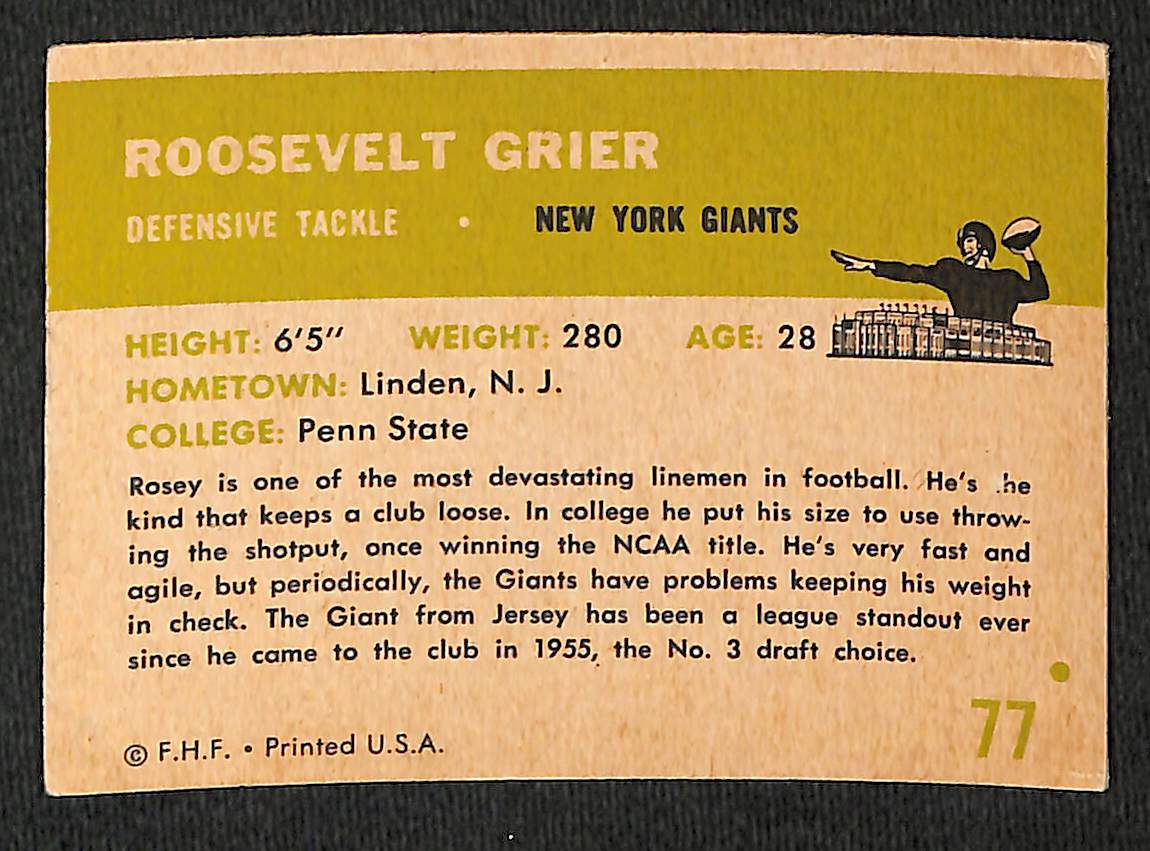 ROOSEVELT GRIER
DEFENSIVE TACKLE • NEW YORK GIANTS
HEIGHT: 6'5" WEIGHT: 280 AGE: 28
HOMETOWN: Linden, N. J.
COLLEGE: Penn State
Rosey is one of the most devastating linemen in football. He's .he
kind that keeps a club loose. In college he put his size to use throw-
ing the shotput, once winning the NCAA title. He's very fast and
agile, but periodically, the Giants have problems keeping his weight
in check. The Giant from Jersey has been a league standout ever
since he came to the club in 1955, the No. 3 draft choice.
77
© F.H.F. • Printed U.S.A.